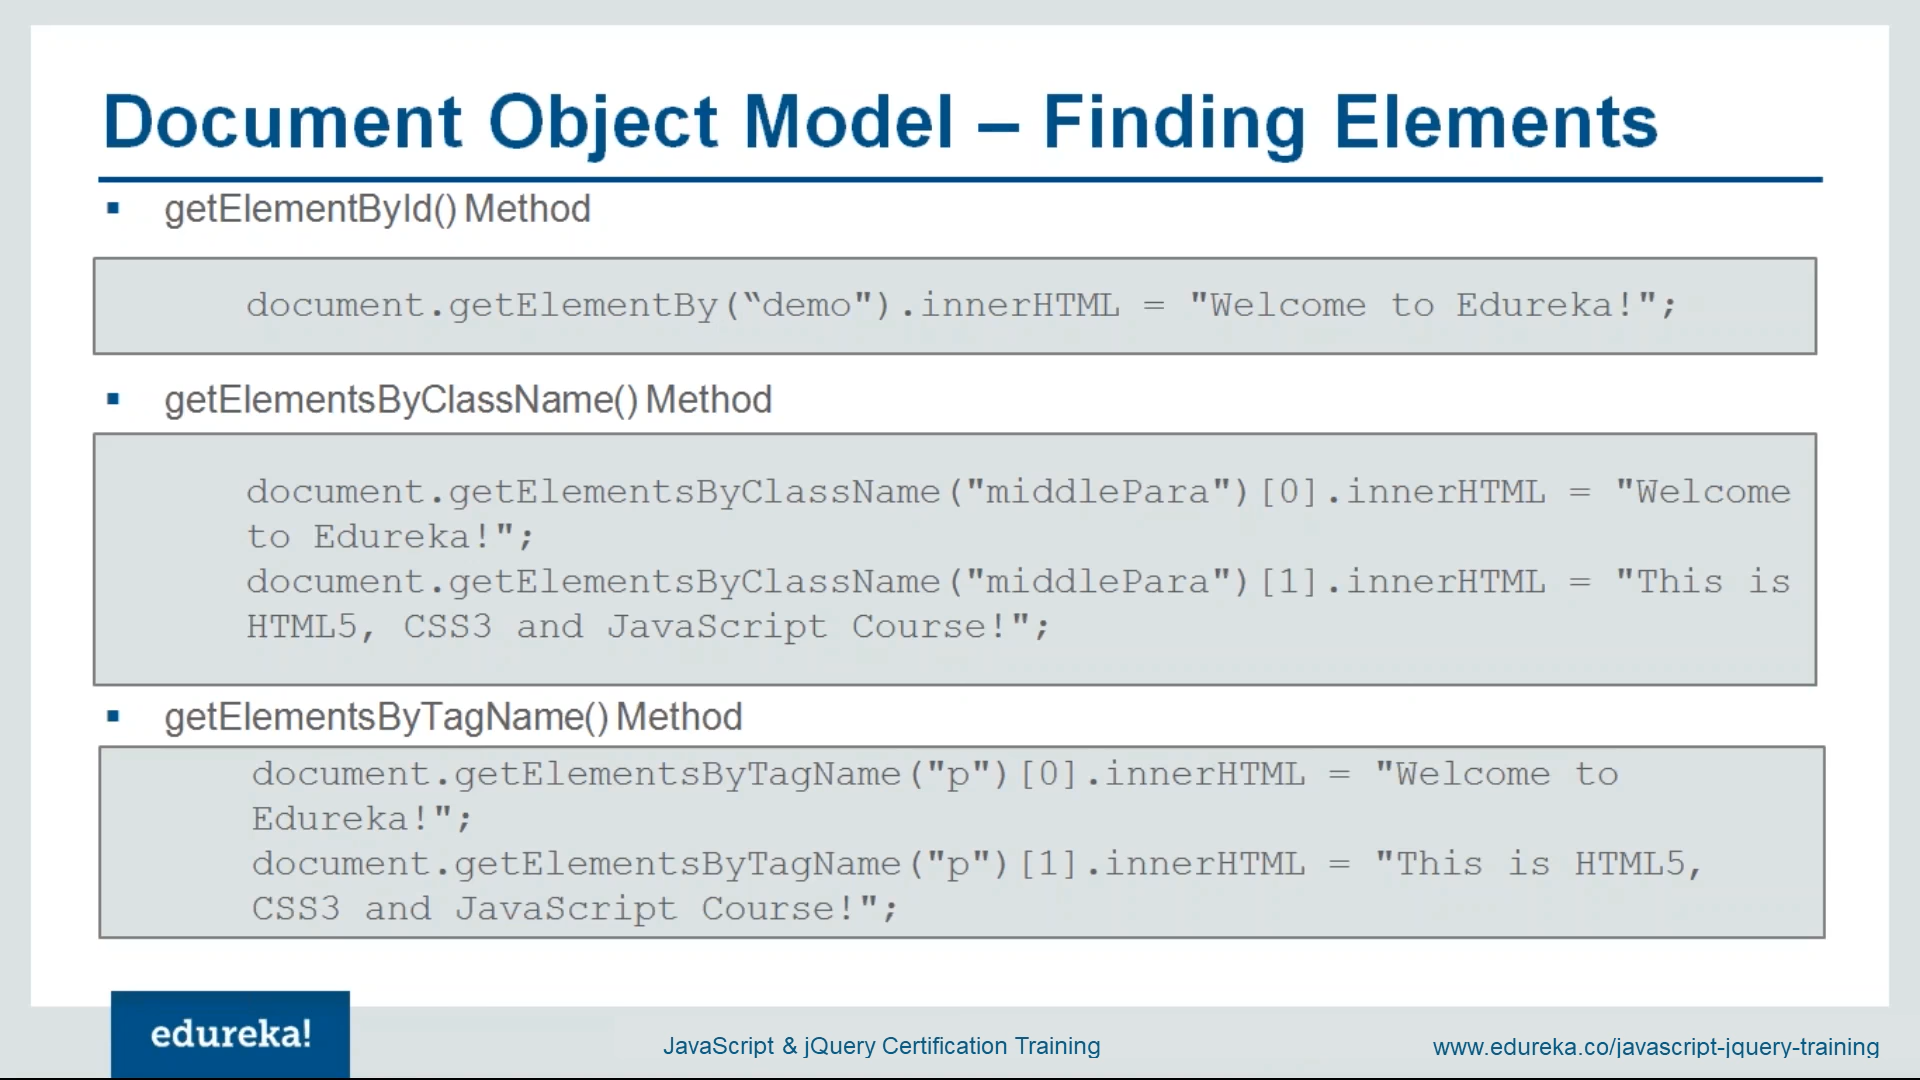 Document Object Model – Finding Elements
▪ getElementById() Method
document.getElementBy(“demo").innerHTML = "Welcome to Edureka!";
▪ getElementsByClassName() Method
document.getElementsByClassName("middlePara")[0].innerHTML = "Welcome
to Edureka!";
document.getElementsByClassName("middlePara")[1].innerHTML = "This is
HTML5, CSS3 and JavaScript Course!";
▪ getElementsByTagName() Method
document.getElementsByTagName("p")[0].innerHTML = "Welcome to
Edureka!";
document.getElementsByTagName("p")[1].innerHTML = "This is HTML5,
CSS3 and JavaScript Course!";
edureka!
JavaScript & jQuery Certification Training
www.edureka.co/javascript-jquery-training